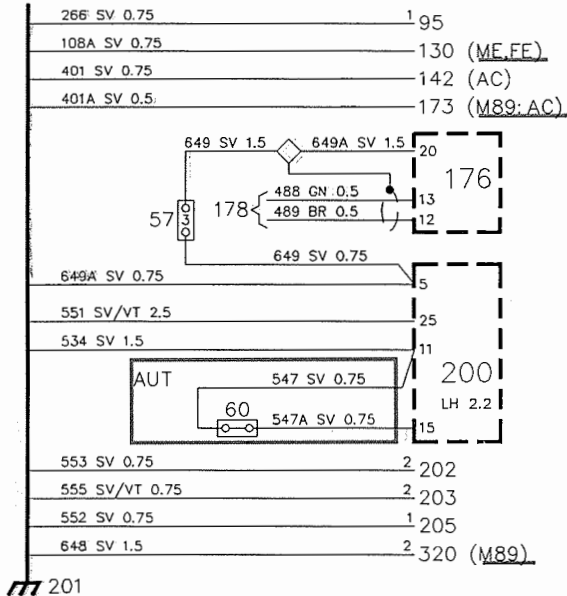 266 SV 0.75 1 95
108A SV 0.75 130 (ME,FE)
401 SV 0.75 142 (AC)
401A SV 0.5 173 (M89: AC)
649 SV 1.5 649A SV 1.5 20
176
488 GN 0.5 13
178
489 BR 0.5 12
57 3
649 SV 0.75
649A SV 0.75 5
551 SV/VT 2.5 25
534 SV 1.5 11
AUT 547 SV 0.75 200
60 LH 2.2
547A SV 0.75 15
553 SV 0.75 2 202
555 SV/VT 0.75 2 203
552 SV 0.75 1 205
648 SV 1.5 2 320 (M89)
201